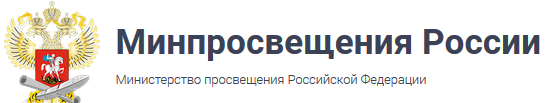 Минпросвещения России
Министерство просвещения Российской Федерации